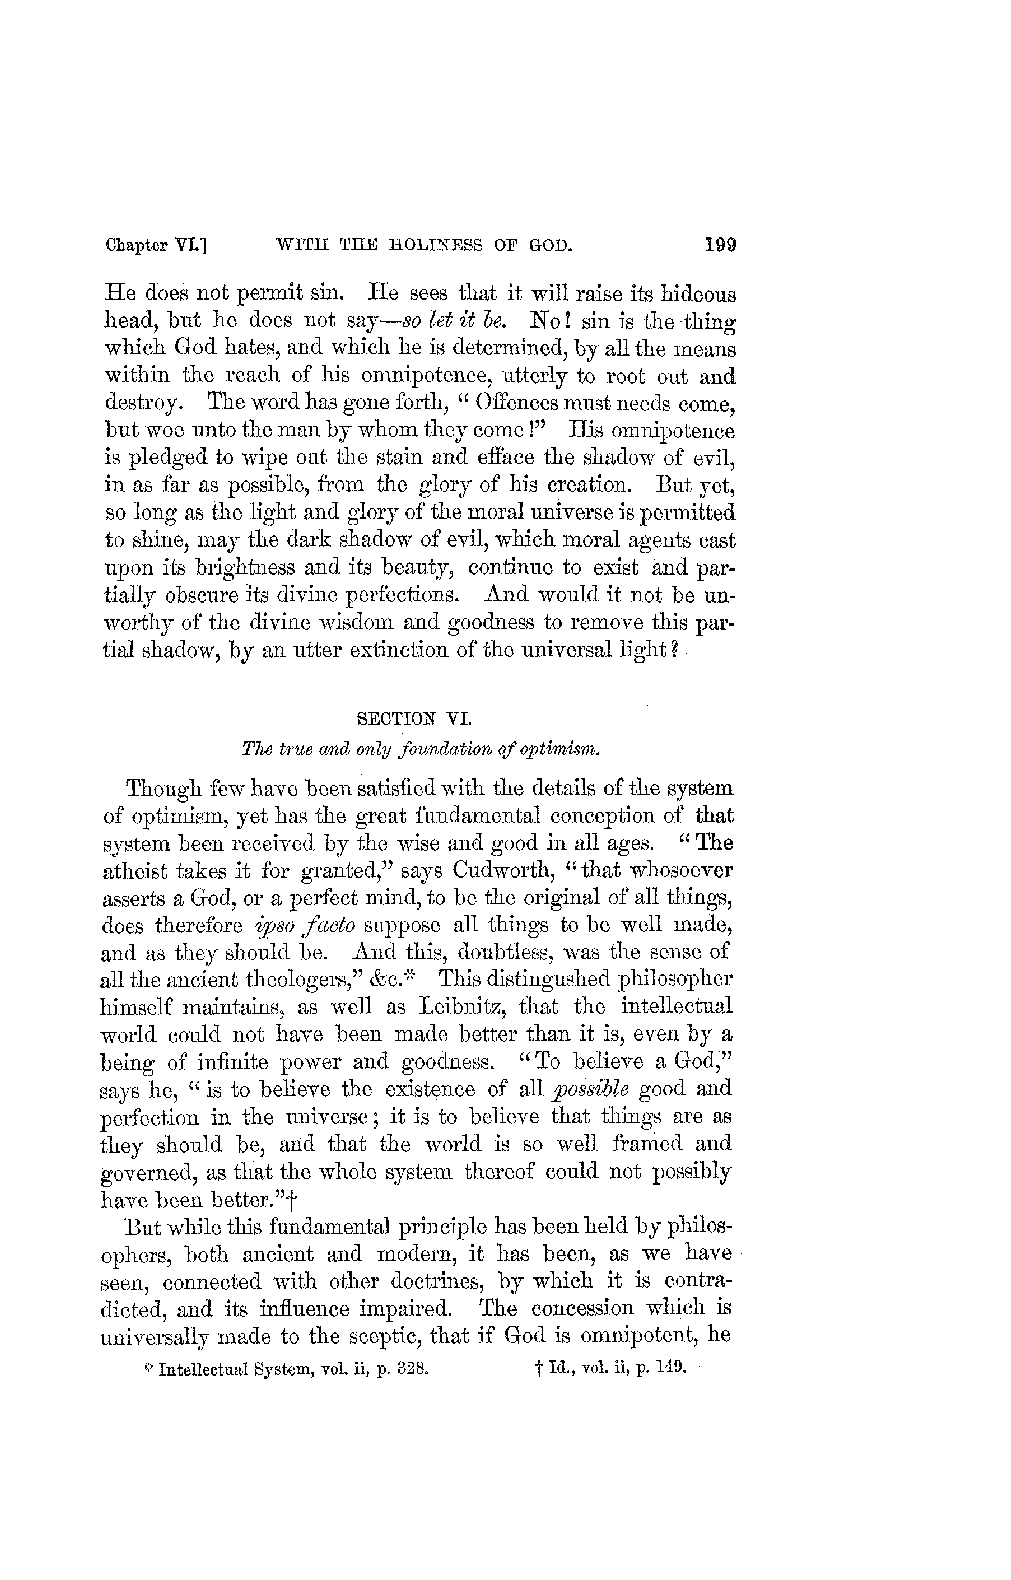 Chapter VI.] WITH THE HOLINESS OF GOD. 199
He does not permit sin. He sees that it will raise its hideous
head, but he does not say—so let it be. No! sin is the thing
which God hates, and which he is determined, by all the means
within the reach of his omnipotence, utterly to root out and
destroy. The word has gone forth, “Offences must needs come,
but woe unto the man by whom they come!” His omnipotence
is pledged to wipe out the stain and efface the shadow of evil,
in as far as possible, from the glory of his creation. But yet,
so long as the light and glory of the moral universe is permitted
to shine, may the dark shadow of evil, which moral agents cast
upon its brightness and its beauty, continue to exist and par-
tially obscure its divine perfections. And would it not be un-
worthy of the divine wisdom and goodness to remove this par-
tial shadow, by an utter extinction of the universal light?
SECTION VI.
The true and only foundation of optimism.
Though few have been satisfied with the details of the system
of optimism, yet has the great fundamental conception of that
system been received by the wise and good in all ages. “The
atheist takes it for granted,” says Cudworth, “that whosoever
asserts a God, or a perfect mind, to be the original of all things,
does therefore ipso facto suppose all things to be well made,
and as they should be. And this, doubtless, was the sense of
all the ancient theologers,” &c.* This distingushed philosopher
himself maintains, as well as Leibnitz, that the intellectual
world could not have been made better than it is, even by a
being of infinite power and goodness. “To believe a God,”
says he, “is to believe the existence of all possible good and
perfection in the universe; it is to believe that things are as
they should be, and that the world is so well framed and
governed, as that the whole system thereof could not possibly
have been better.”†
But while this fundamental principle has been held by philos-
ophers, both ancient and modern, it has been, as we have
seen, connected with other doctrines, by which it is contra-
dicted, and its influence impaired. The concession which is
universally made to the sceptic, that if God is omnipotent, he
* Intellectual System, vol. ii, p. 328. † Id., vol. ii, p. 149.